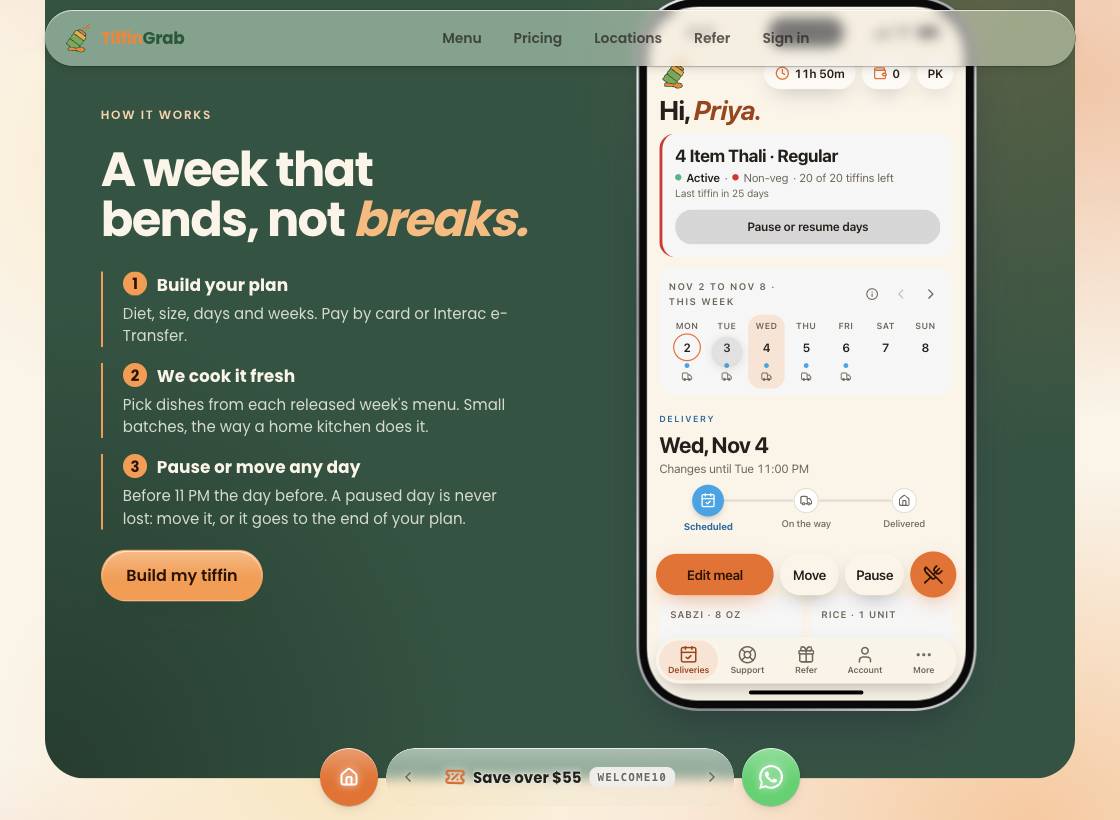 TiffinGrab
Menu Pricing Locations Refer Sign in
HOW IT WORKS
A week that
bends, not breaks.
1 Build your plan
Diet, size, days and weeks. Pay by card or Interac e-
Transfer.
2 We cook it fresh
Pick dishes from each released week's menu. Small
batches, the way a home kitchen does it.
3 Pause or move any day
Before 11 PM the day before. A paused day is never
lost: move it, or it goes to the end of your plan.
Build my tiffin
11h 50m 0 PK
Hi, Priya.
4 Item Thali · Regular
Active · Non-veg · 20 of 20 tiffins left
Last tiffin in 25 days
Pause or resume days
NOV 2 TO NOV 8 ·
THIS WEEK
MON TUE WED THU FRI SAT SUN
2 3 4 5 6 7 8
DELIVERY
Wed, Nov 4
Changes until Tue 11:00 PM
Scheduled On the way Delivered
Edit meal Move Pause
SABZI · 8 OZ RICE · 1 UNIT
Deliveries Support Refer Account More
Save over $55 WELCOME10